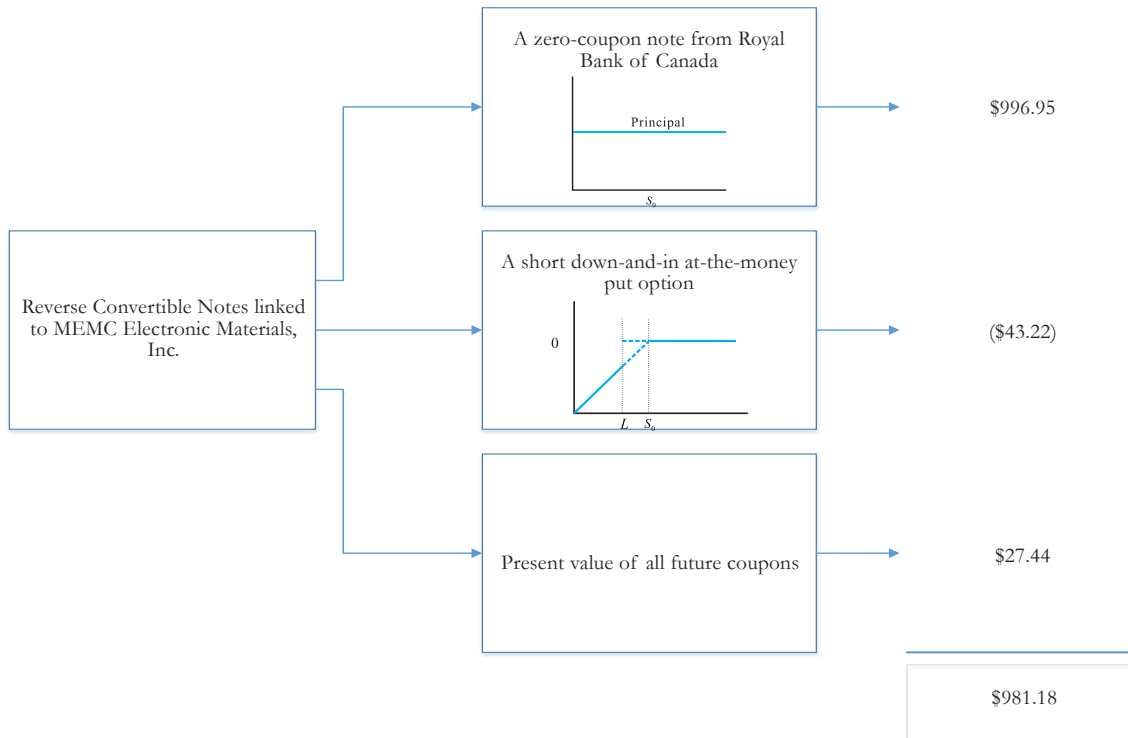 A zero-coupon note from Royal
Bank of Canada
Principal
S₀
$996.95
Reverse Convertible Notes linked
to MEMC Electronic Materials,
Inc.
A short down-and-in at-the-money
put option
0
L S₀
($43.22)
Present value of all future coupons
$27.44
$981.18